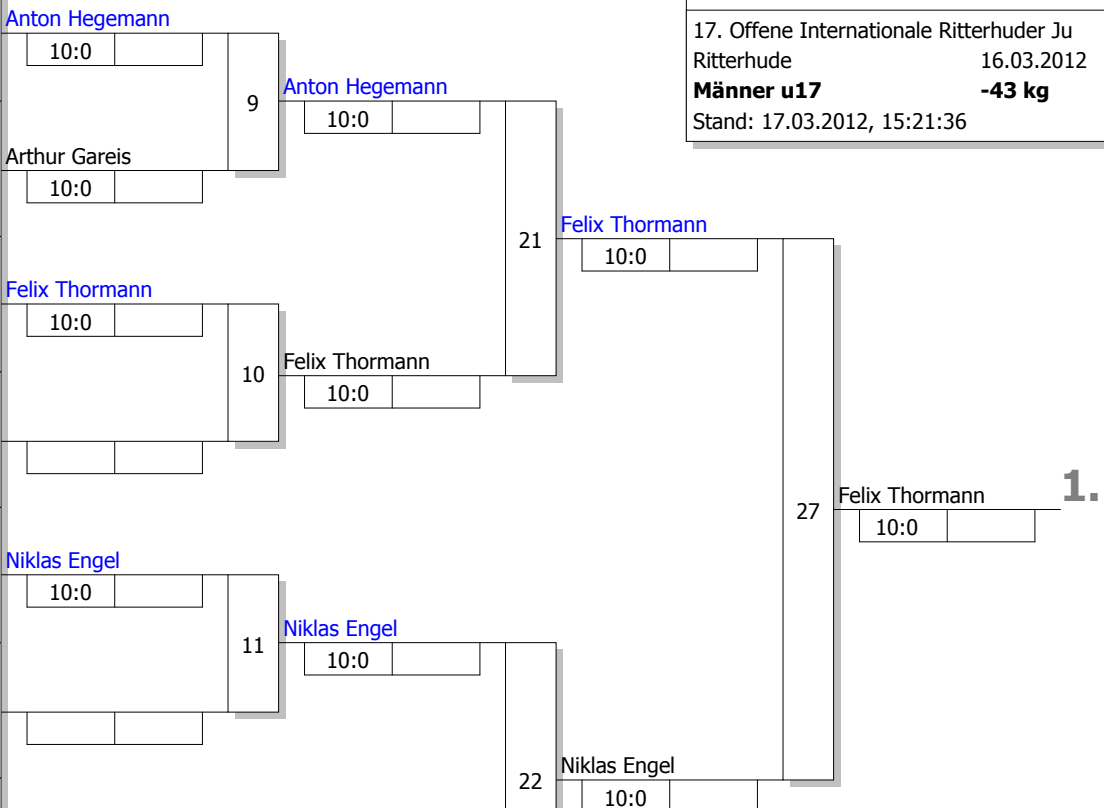 17. Offene Internationale Ritterhuder Ju
Ritterhude 16.03.2012
Männer u17 -43 kg
Stand: 17.03.2012, 15:21:36
Anton Hegemann
10:0
9
Arthur Gareis
10:0
Anton Hegemann
10:0
21
Felix Thormann
10:0
10
Felix Thormann
10:0
Felix Thormann
10:0
27
Felix Thormann
10:0
1.
Niklas Engel
10:0
11
Niklas Engel
10:0
22
Niklas Engel
10:0